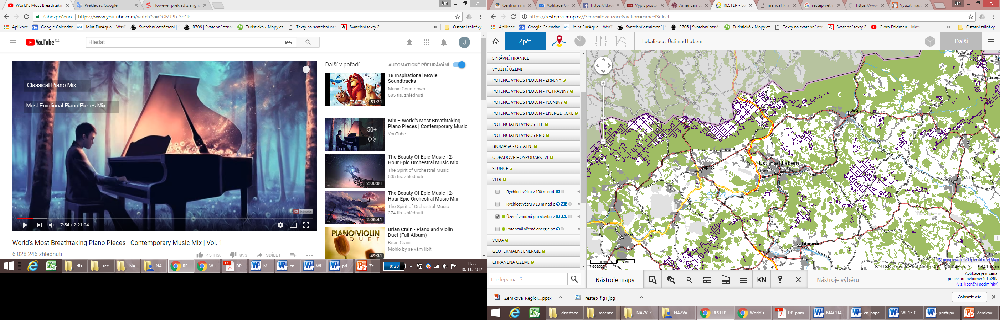 World's Most Breathtakin
Překladač Google
However překlad z anglič
Jan
Zabezpečeno
https://www.youtube.com/watch?v=OGMJ2b-3eCk
Aplikace
Google Calendar
Joint EurAqua – WssT
Svatební oznámení |
R706 | Svatební ozná
Turistická • Mapy.cz
Texty na svatební ozn
Svatební texty 2
»
Ostatní záložky
YouTube CZ
Hledat
J
Classical Piano Mix
Most Emotional Piano Pieces Mix
Subscribe
7:54 / 2:21:04
World's Most Breathtaking Piano Pieces | Contemporary Music Mix | Vol. 1
6 028 246 zhlédnutí
45 TIS.
893
SDÍLET
Další v pořadí
AUTOMATICKÉ PŘEHRÁVÁNÍ
18 Inspirational Movie
Soundtracks
Music Countdown
685 tis. zhlédnutí
51:21
Mix – World's Most Breathtaking
Piano Pieces | Contemporary Music
YouTube
50+
The Beauty Of Epic Music | 2-
Hour Epic Orchestral Music Mix
The Spirit of Orchestral Music
505 tis. zhlédnutí
2:00:01
The Beauty Of Epic Music | 2-
Hour Epic Orchestral Music Mix
The Spirit of Orchestral Music
374 tis. zhlédnutí
2:06:41
PIANO VIOLIN
DUET
Brian Crain - Piano and Violin
Duet (Full Album)
Brian Crain
Mohlo by se vám líbit
49:31
dis...
rec...
NA...
NA...
RE...
W...
DP...
M...
en...
WI...
pri...
Ze...
0:28
11:55
18. 11. 2017
Centrum ma
Aplikace Gr
https://l.face
Výpis pošto
American E
RESTEP - Lo
manual_k_ap
restep větrn
https://www
Využití nást
Jan
https://restep.vumop.cz//?core=lokalizace&action=cancelSelect
Aplikace
Google Calendar
Joint EurAqua – WssT
Svatební oznámení |
R706 | Svatební ozná
Turistická • Mapy.cz
Texty na svatební ozn
Svatební texty 2
Giora Feidman - Maz
»
Ostatní záložky
Zpět
Lokalizace: Ústí nad Labem
Další
SPRÁVNÍ HRANICE
VYUŽITÍ ÚZEMÍ
POTENC. VÝNOS PLODIN - ZRNINY
POTENC. VÝNOS PLODIN - POTRAVINY
POTENC. VÝNOS PLODIN - PÍCNINY
POTENC. VÝNOS PLODIN - ENERGETICKÉ
POTENCIÁLNÍ VÝNOS TTP
POTENCIÁLNÍ VÝNOS RRD
BIOMASA - OSTATNÍ
ODPADOVÉ HOSPODÁŘSTVÍ
SLUNCE
VÍTR
Rychlost větru v 100 m nad
Rychlost větru v 10 m nad p
WMS
Území vhodná pro stavbu v
WMS
Potenciál větrné energie po
VODA
GEOTERMÁLNÍ ENERGIE
CHRÁNĚNÁ ÚZEMÍ
Děčín
Ústí nad Labem
Teplice
Česká Lípa
Most
Litoměřice
5 km
2 mi
© přispěvatelé OpenStreetMap
S-JTSK Krovak East North X = -730046 m, Y = -964196 m
Hledej v mapě...
Nástroje mapy
KN
Nástroje výběru
Aplikace je určena
pouze pro nekomerční užití.
(viz. licenční podmínky)
Zemkova_RegioI....pptx
restep_fig1.jpg
Zobrazit vše
disertace
recenze
NAZV-Z...
NAZVa
RESTEP ...
World's ...
DP_prim...
MACHA...
en_pape...
WI_15-0...
pristupy...
Zemkov...